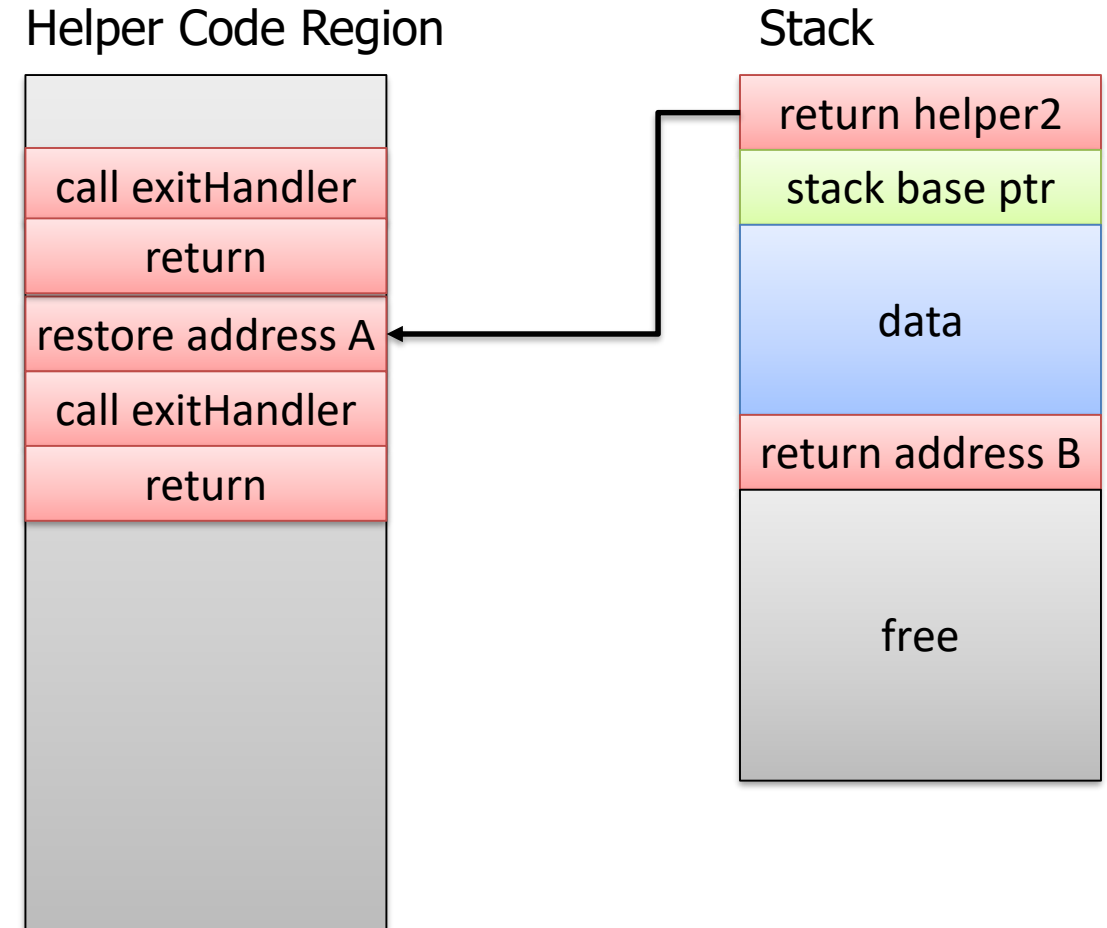 Helper Code Region
call exitHandler
return
restore address A
call exitHandler
return
Stack
return helper2
stack base ptr
data
return address B
free